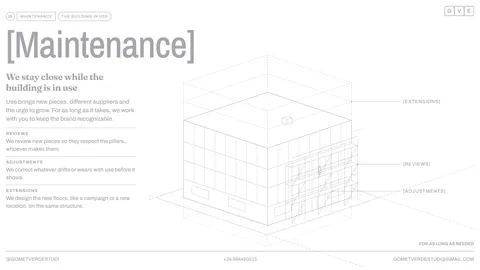 MAINTENANCE
THE BUILDING IN USE
G V E
[Maintenance]
We stay close while the
building is in use
Use brings new pieces, different suppliers and
the urge to grow. For as long as it takes, we work
with you to keep the brand recognizable.
REVIEWS
We review new pieces so they respect the pillars,
whoever makes them.
ADJUSTMENTS
We correct whatever shifts or wears with use before it
shows.
EXTENSIONS
We design the new floors, like a campaign or a new
location, on the same structure.
[EXTENSIONS]
[REVIEWS]
[ADJUSTMENTS]
FOR AS LONG AS NEEDED
@GOMETVERDESTUDI
GOMETVERDESTUDI@GMAIL.COM